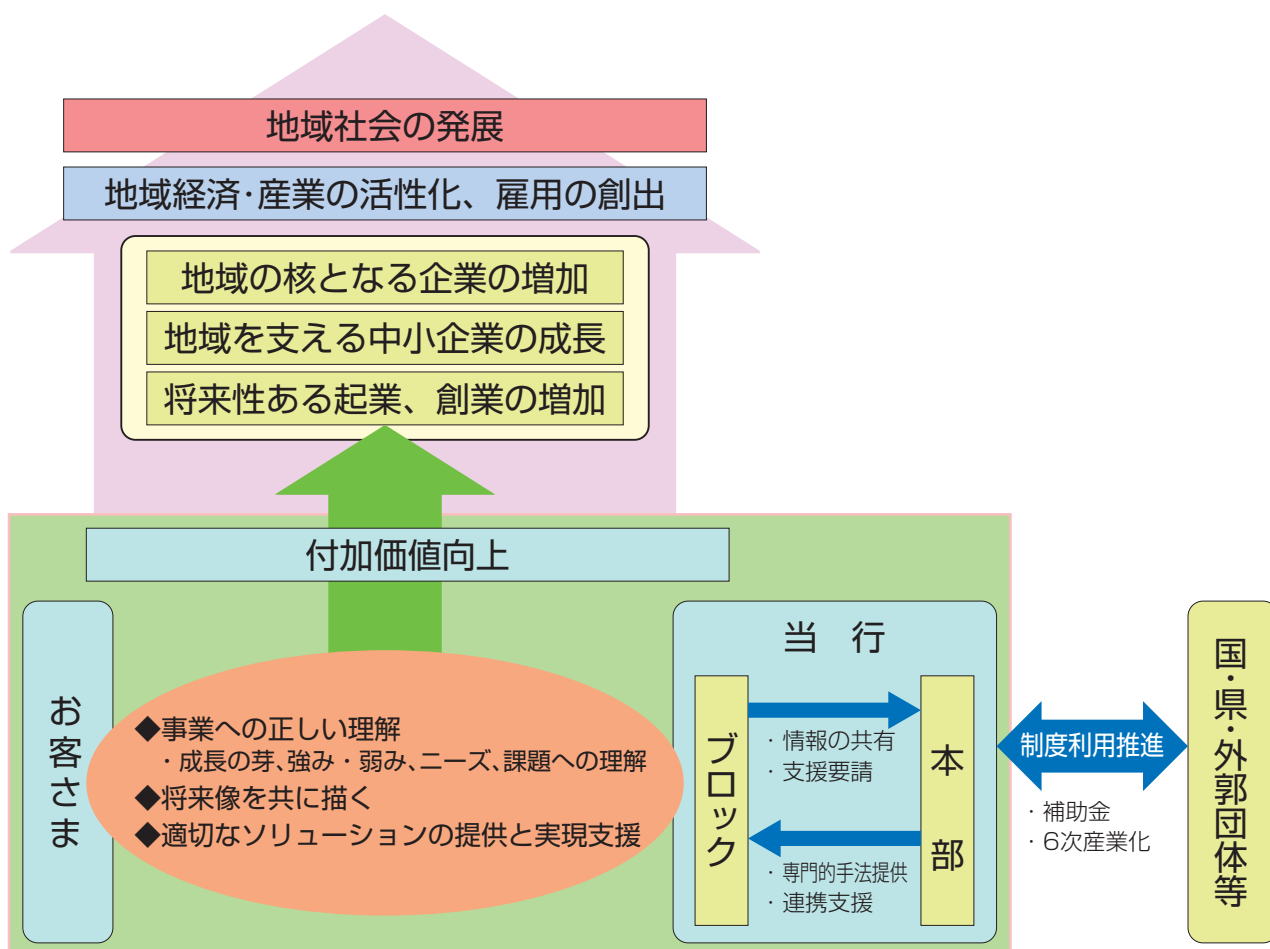 地域社会の発展
地域経済・産業の活性化、雇用の創出
地域の核となる企業の増加
地域を支える中小企業の成長
将来性ある起業、創業の増加
付加価値向上
お客さま
◆事業への正しい理解
・成長の芽、強み・弱み、ニーズ、課題への理解
◆将来像を共に描く
◆適切なソリューションの提供と実現支援
当　行
ブロック
・情報の共有
・支援要請
・専門的手法提供
・連携支援
本部
制度利用推進
・補助金
・6次産業化
国・県・外郭団体等